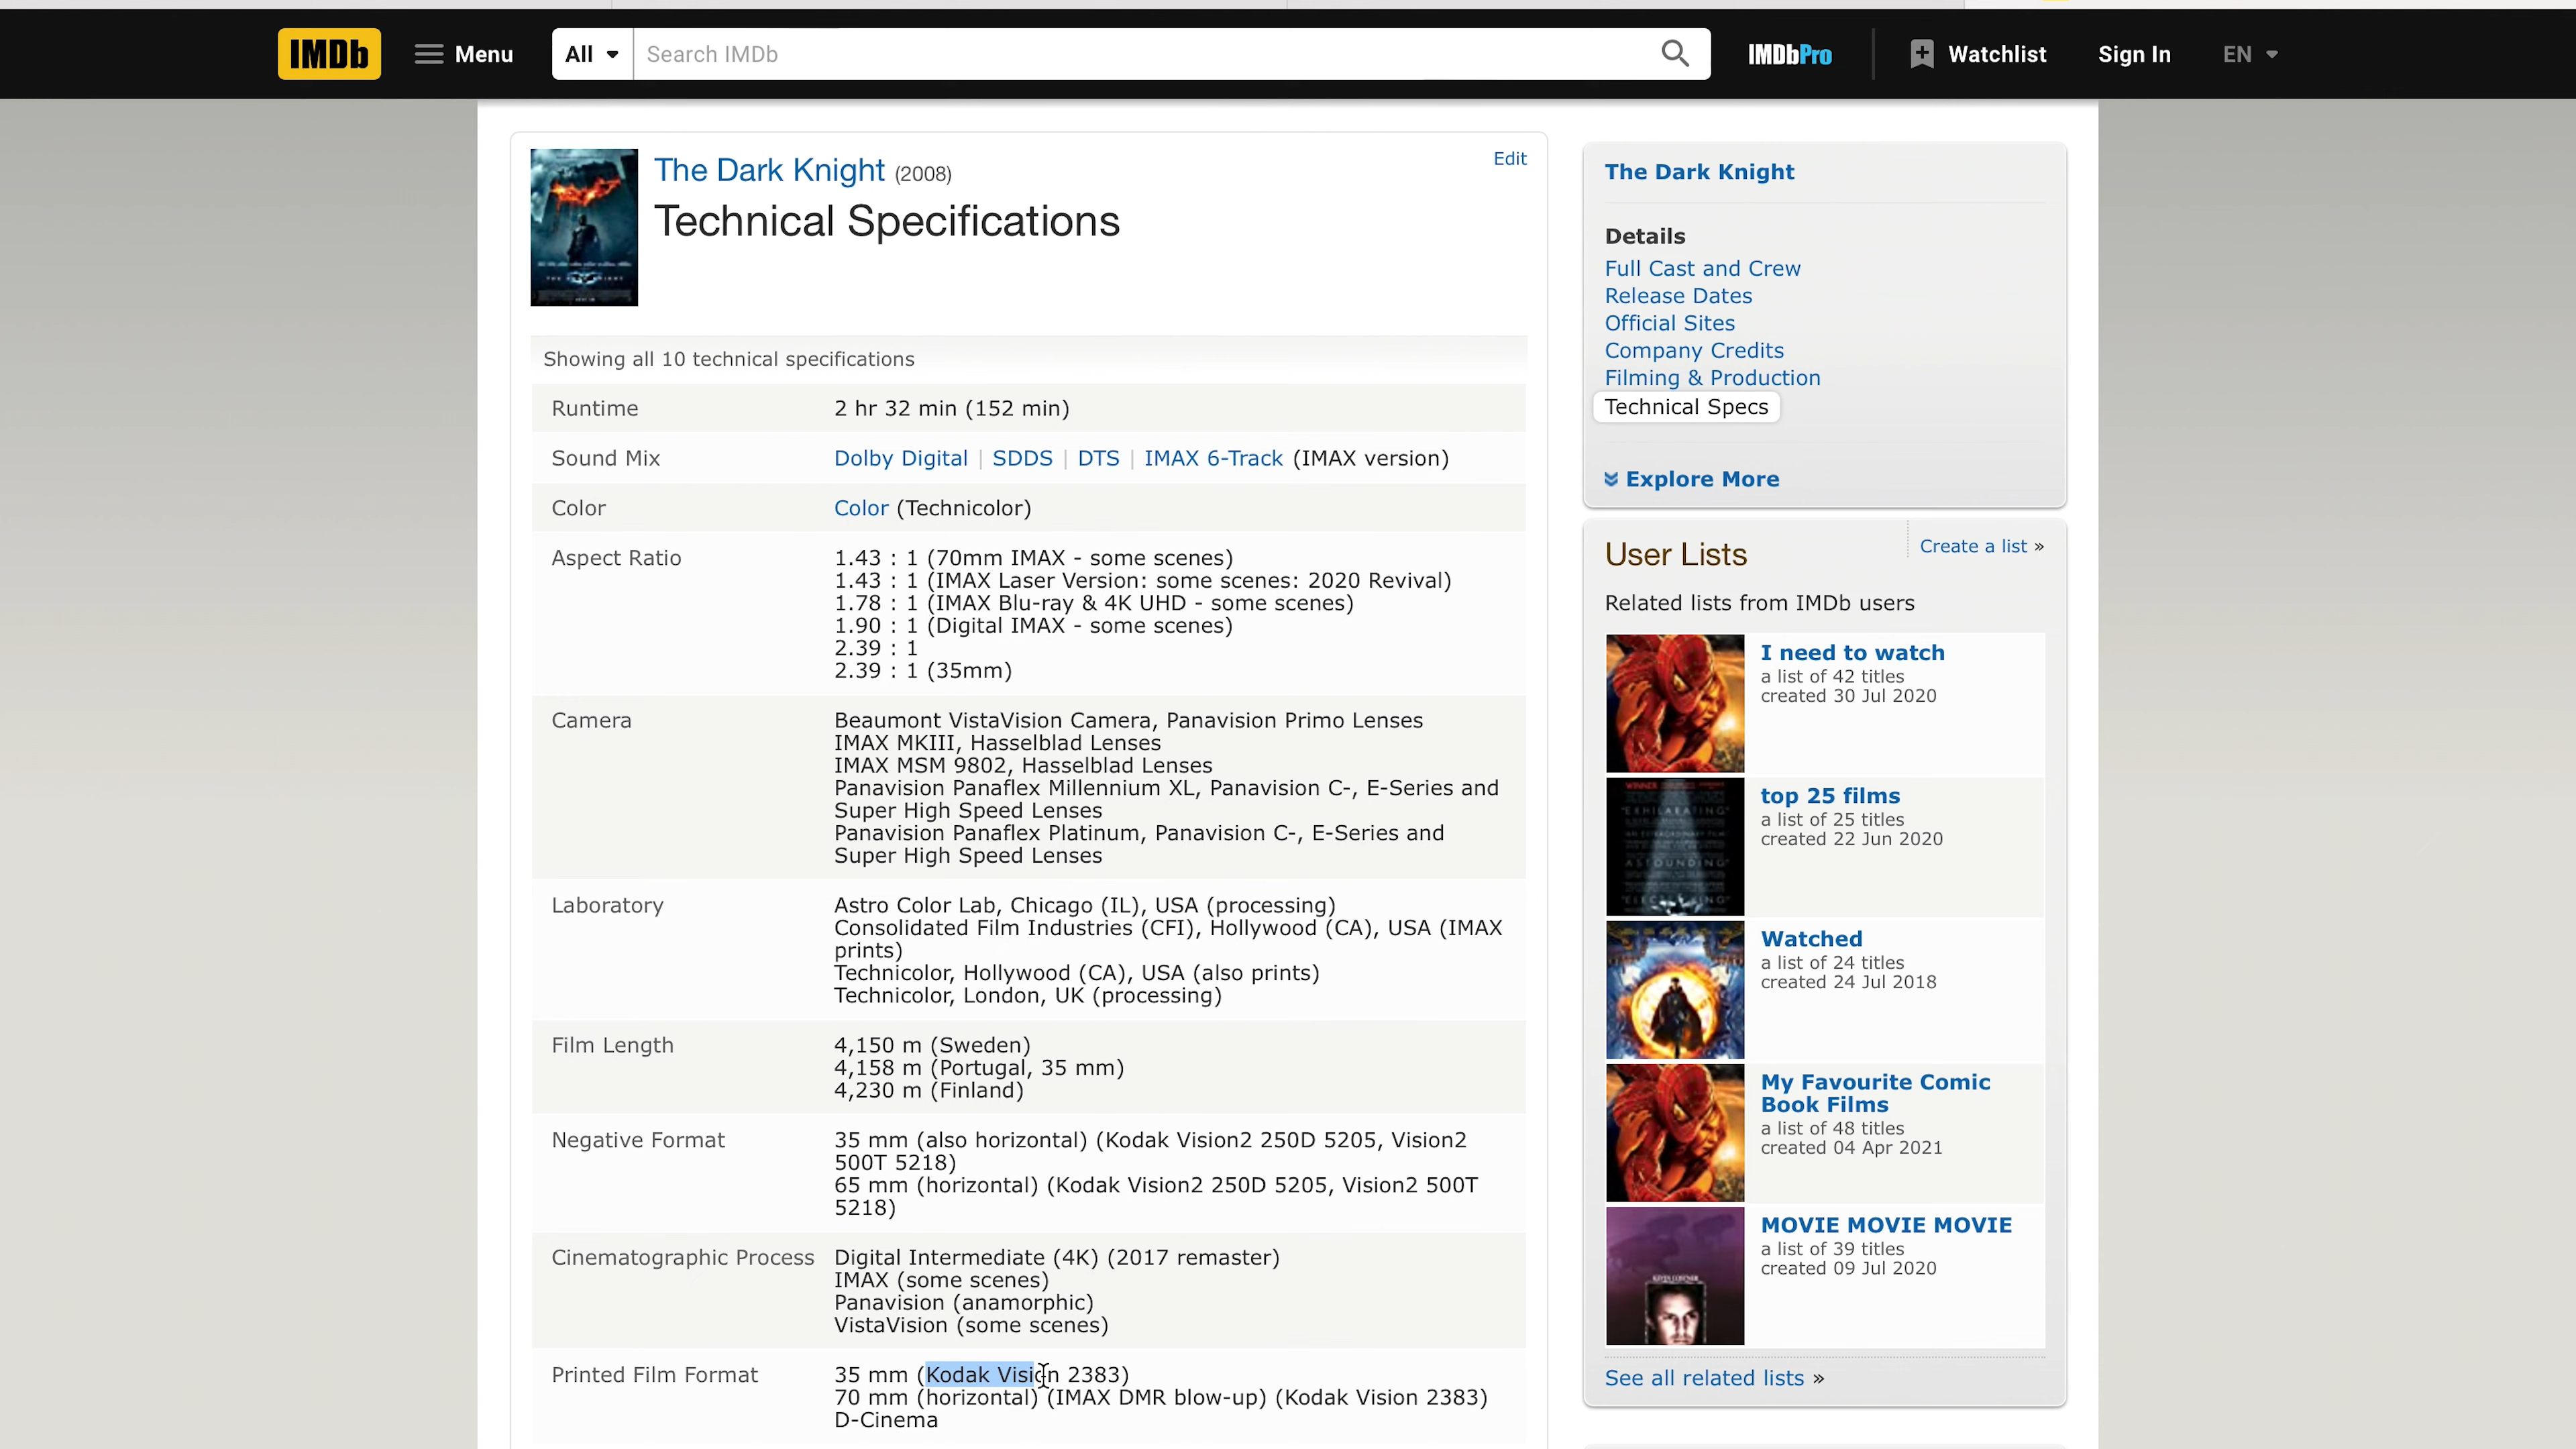 IMDb
Menu
All
Search IMDb
IMDbPro
Watchlist
Sign In
EN
The Dark Knight (2008)
Edit
Technical Specifications
Showing all 10 technical specifications
Runtime
2 hr 32 min (152 min)
Sound Mix
Dolby Digital | SDDS | DTS | IMAX 6-Track (IMAX version)
Color
Color (Technicolor)
Aspect Ratio
1.43 : 1 (70mm IMAX - some scenes)
1.43 : 1 (IMAX Laser Version: some scenes: 2020 Revival)
1.78 : 1 (IMAX Blu-ray & 4K UHD - some scenes)
1.90 : 1 (Digital IMAX - some scenes)
2.39 : 1
2.39 : 1 (35mm)
Camera
Beaumont VistaVision Camera, Panavision Primo Lenses
IMAX MKIII, Hasselblad Lenses
IMAX MSM 9802, Hasselblad Lenses
Panavision Panaflex Millennium XL, Panavision C-, E-Series and
Super High Speed Lenses
Panavision Panaflex Platinum, Panavision C-, E-Series and
Super High Speed Lenses
Laboratory
Astro Color Lab, Chicago (IL), USA (processing)
Consolidated Film Industries (CFI), Hollywood (CA), USA (IMAX
prints)
Technicolor, Hollywood (CA), USA (also prints)
Technicolor, London, UK (processing)
Film Length
4,150 m (Sweden)
4,158 m (Portugal, 35 mm)
4,230 m (Finland)
Negative Format
35 mm (also horizontal) (Kodak Vision2 250D 5205, Vision2
500T 5218)
65 mm (horizontal) (Kodak Vision2 250D 5205, Vision2 500T
5218)
Cinematographic Process
Digital Intermediate (4K) (2017 remaster)
IMAX (some scenes)
Panavision (anamorphic)
VistaVision (some scenes)
Printed Film Format
35 mm (Kodak Vision 2383)
70 mm (horizontal) (IMAX DMR blow-up) (Kodak Vision 2383)
D-Cinema
The Dark Knight
Details
Full Cast and Crew
Release Dates
Official Sites
Company Credits
Filming & Production
Technical Specs
Explore More
User Lists
Create a list »
Related lists from IMDb users
I need to watch
a list of 42 titles
created 30 Jul 2020
top 25 films
a list of 25 titles
created 22 Jun 2020
Watched
a list of 24 titles
created 24 Jul 2018
My Favourite Comic
Book Films
a list of 48 titles
created 04 Apr 2021
MOVIE MOVIE MOVIE
a list of 39 titles
created 09 Jul 2020
See all related lists »